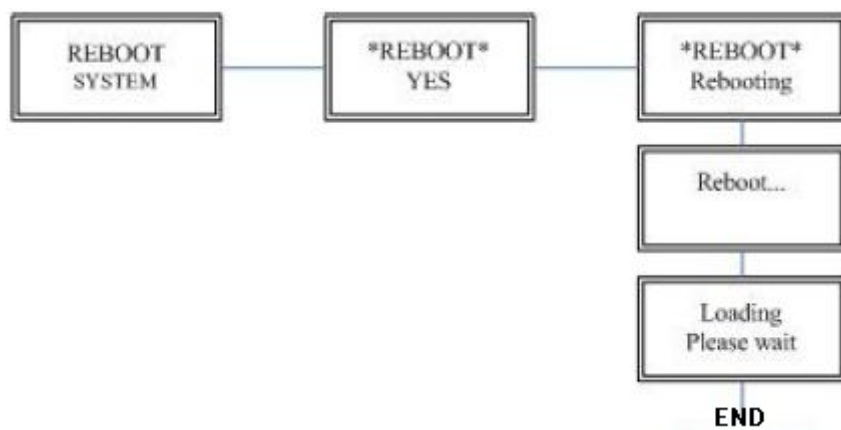 REBOOT
SYSTEM
*REBOOT*
YES
*REBOOT*
Rebooting
Reboot...
Loading
Please wait
END